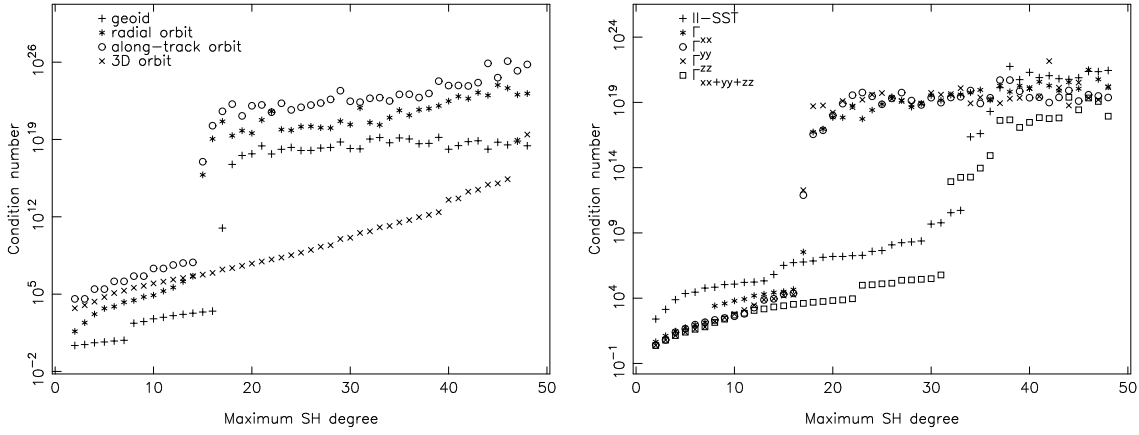 + geoid
* radial orbit
○ along-track orbit
× 3D orbit
10^26
10^19
10^12
10^5
10^-2
Condition number
0 10 20 30 40 50
Maximum SH degree
+ ll-SST
* Γxx
○ Γyy
× Γzz
□ Γxx+yy+zz
10^24
10^19
10^14
10^9
10^4
10^-1
Condition number
0 10 20 30 40 50
Maximum SH degree